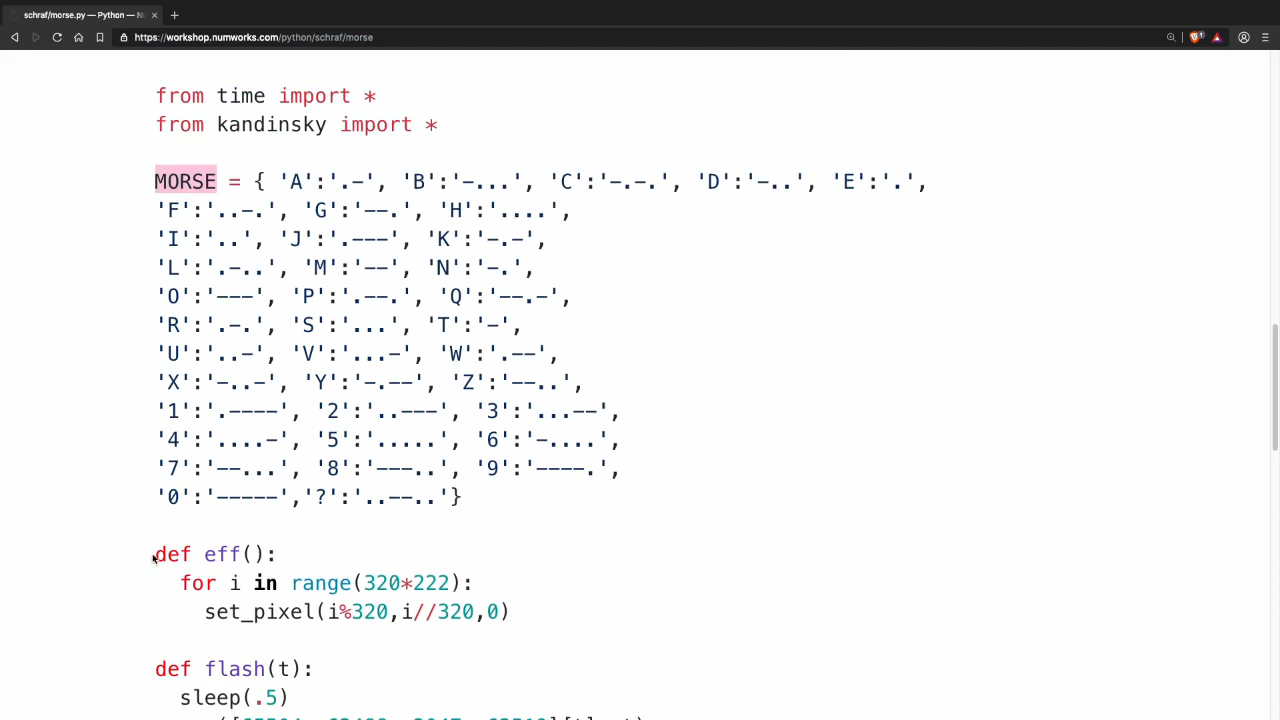 schraf/morse.py — Python — N
https://workshop.numworks.com/python/schraf/morse
from time import *
from kandinsky import *
MORSE = { 'A':'.-', 'B':'-...', 'C':'-.-.', 'D':'-..', 'E':'.',
'F':'..-.', 'G':'--.', 'H':'....',
'I':'..', 'J':'.---', 'K':'-.-',
'L':'.-..', 'M':'--', 'N':'-.',
'O':'---', 'P':'.--.', 'Q':'--.-',
'R':'.-.', 'S':'...', 'T':'-',
'U':'..-', 'V':'...-', 'W':'.--',
'X':'-..-', 'Y':'-.--', 'Z':'--..',
'1':'.----', '2':'..---', '3':'...--',
'4':'....-', '5':'.....', '6':'-....',
'7':'--...', '8':'---..', '9':'----.',
'0':'-----','?':'..--..'}
def eff():
for i in range(320*222):
set_pixel(i%320,i//320,0)
def flash(t):
sleep(.5)